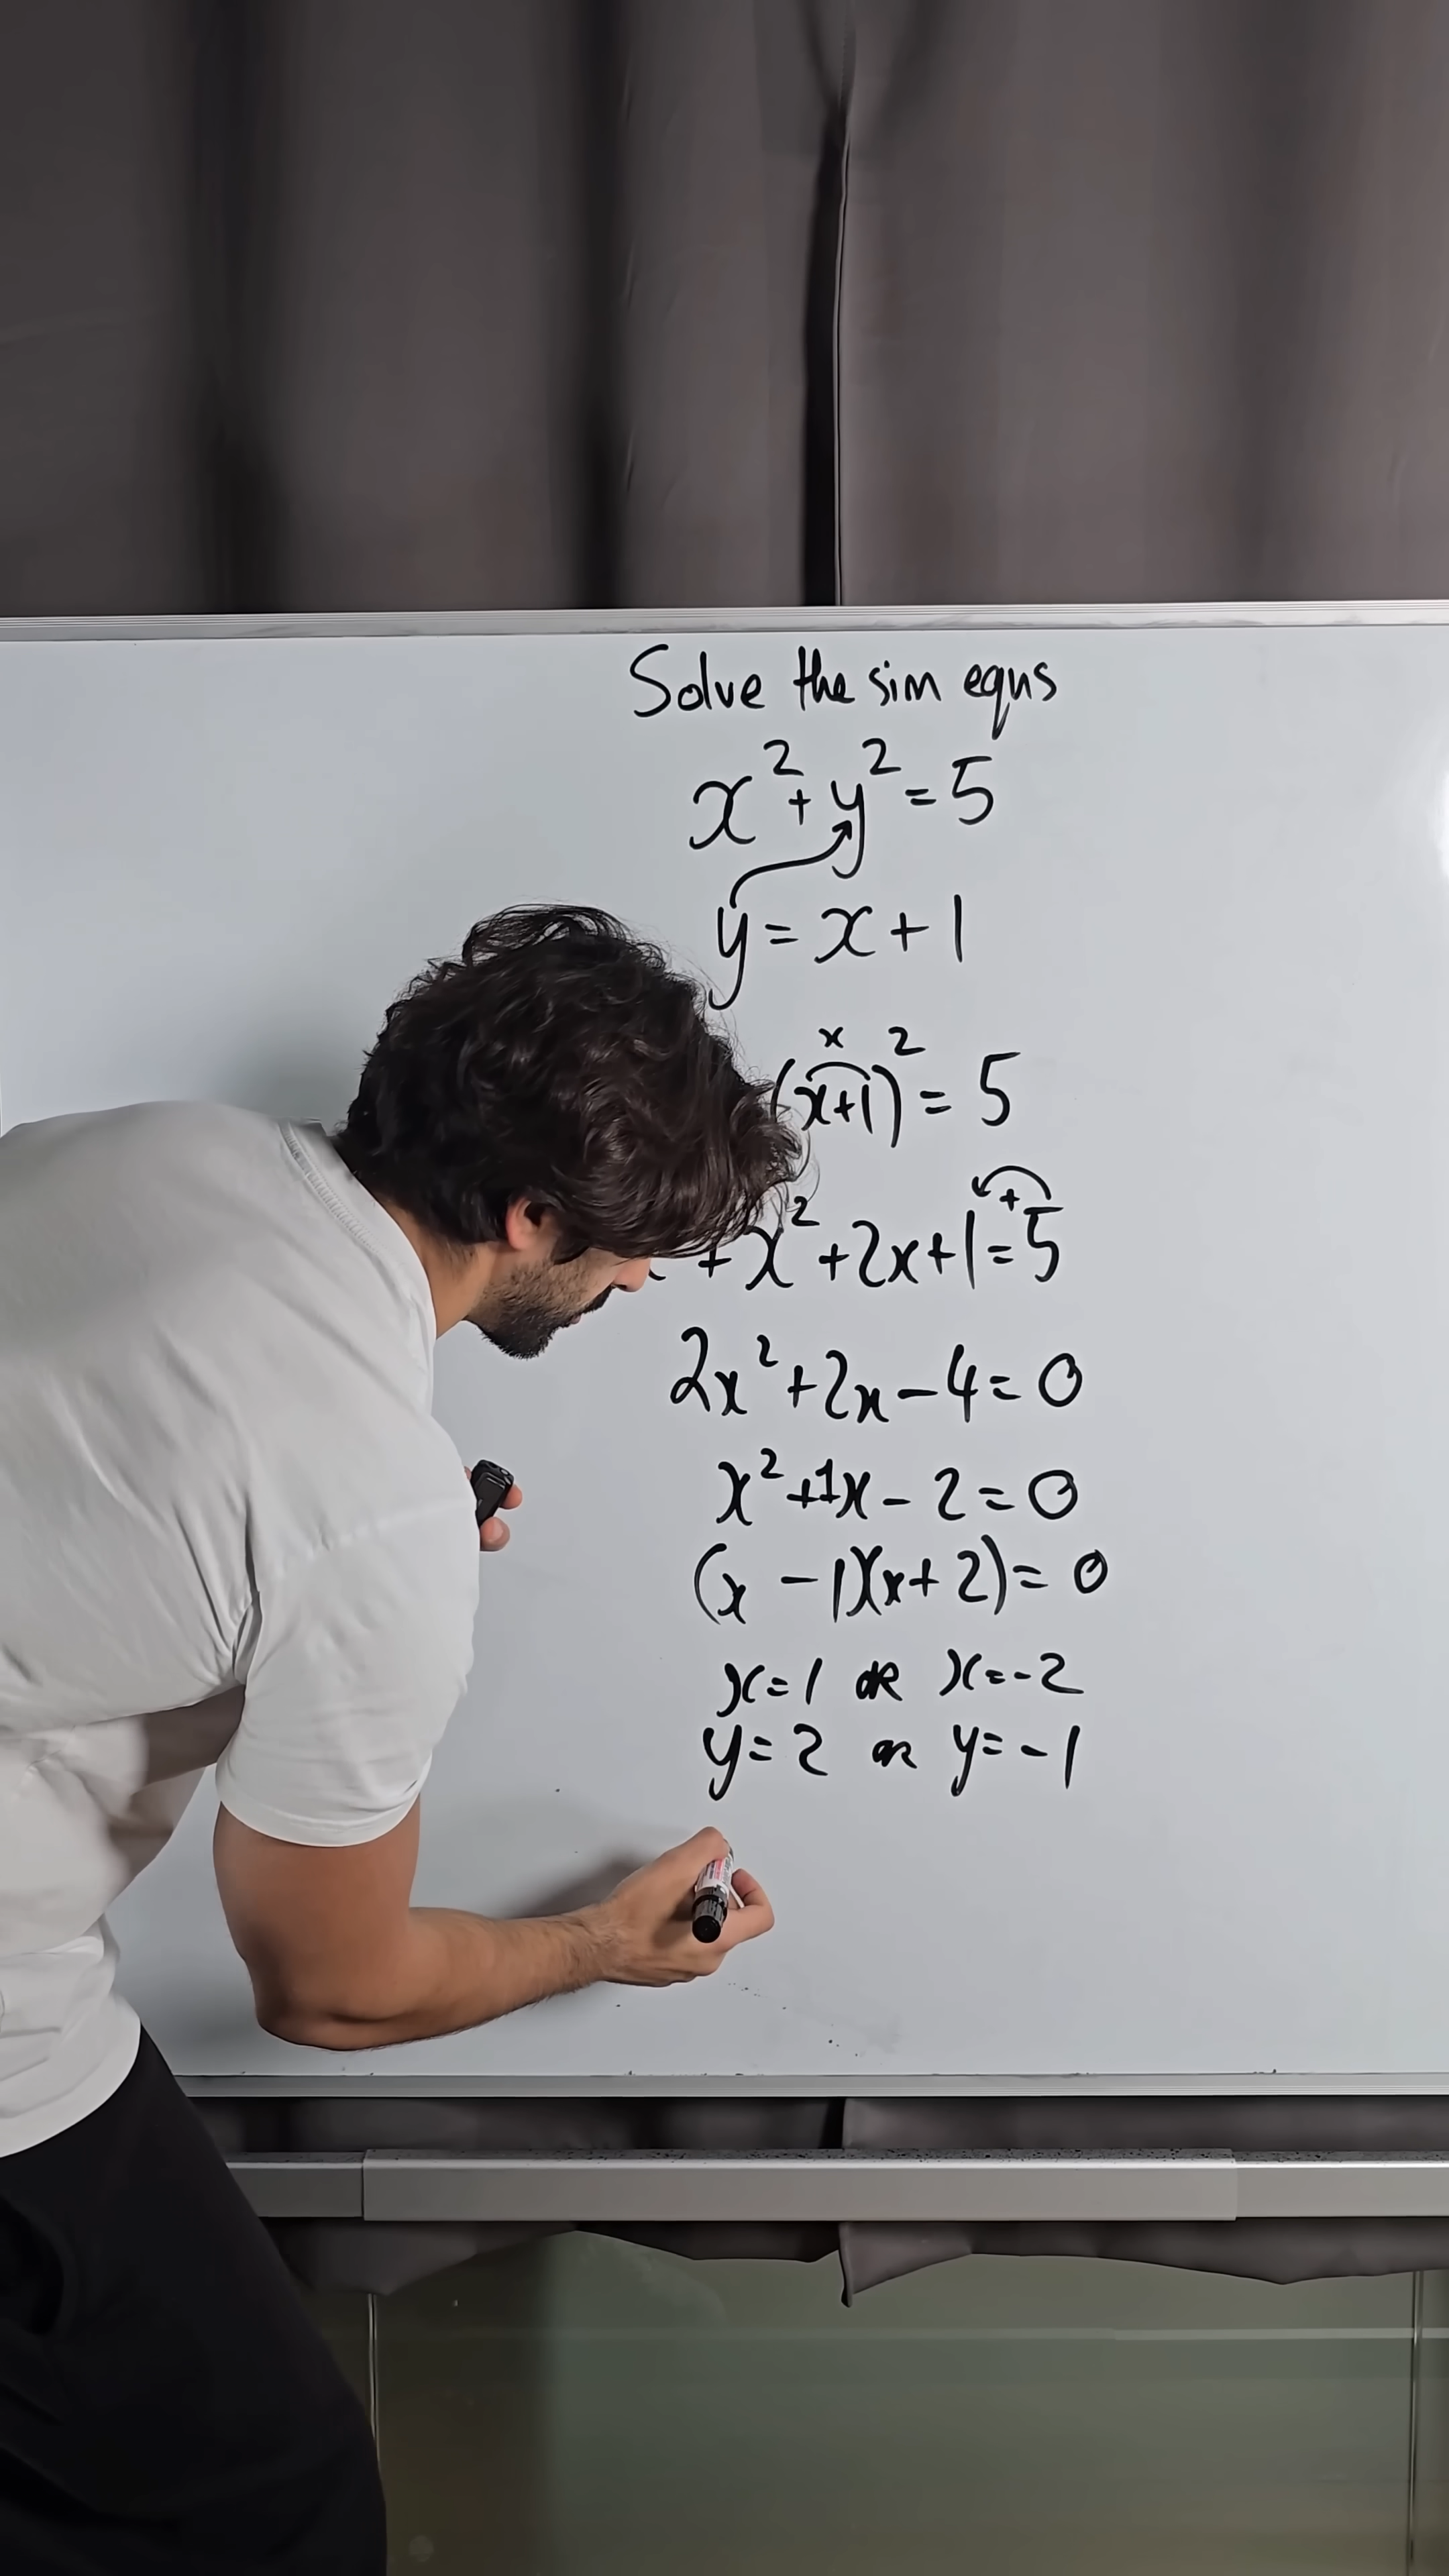 Solve the sim equs
x² + y² = 5
y = x + 1
x
(x+1)² = 5
+
+ x² + 2x + 1 = 5
2x² + 2x - 4 = 0
x² + 1x - 2 = 0
(x - 1)(x + 2) = 0
x = 1 OR x = -2
y = 2 or y = -1